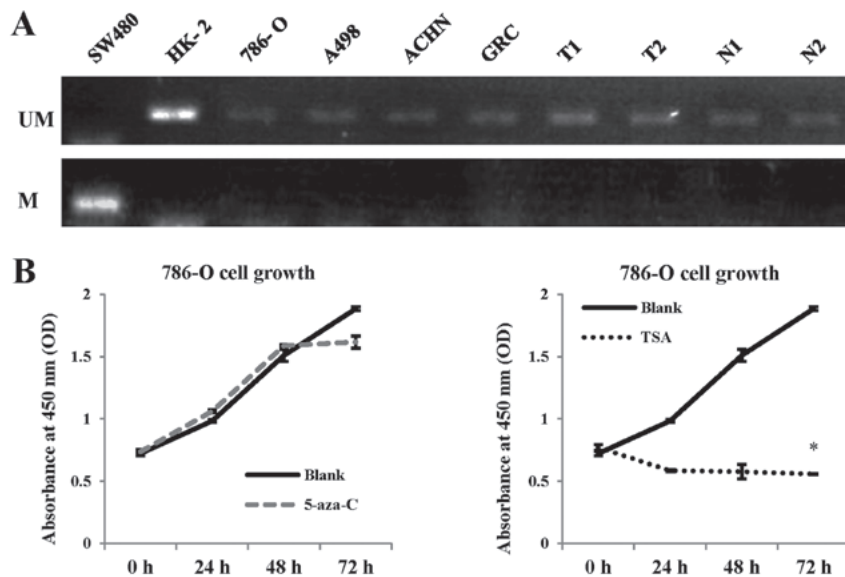 A
SW480 HK-2 786-O A498 ACHN GRC T1 T2 N1 N2
UM
M
B
786-O cell growth
Absorbance at 450 nm (OD)
2
1.5
1
0.5
0
Blank
5-aza-C
0 h 24 h 48 h 72 h
786-O cell growth
Absorbance at 450 nm (OD)
2
1.5
1
0.5
0
Blank
TSA
*
0 h 24 h 48 h 72 h